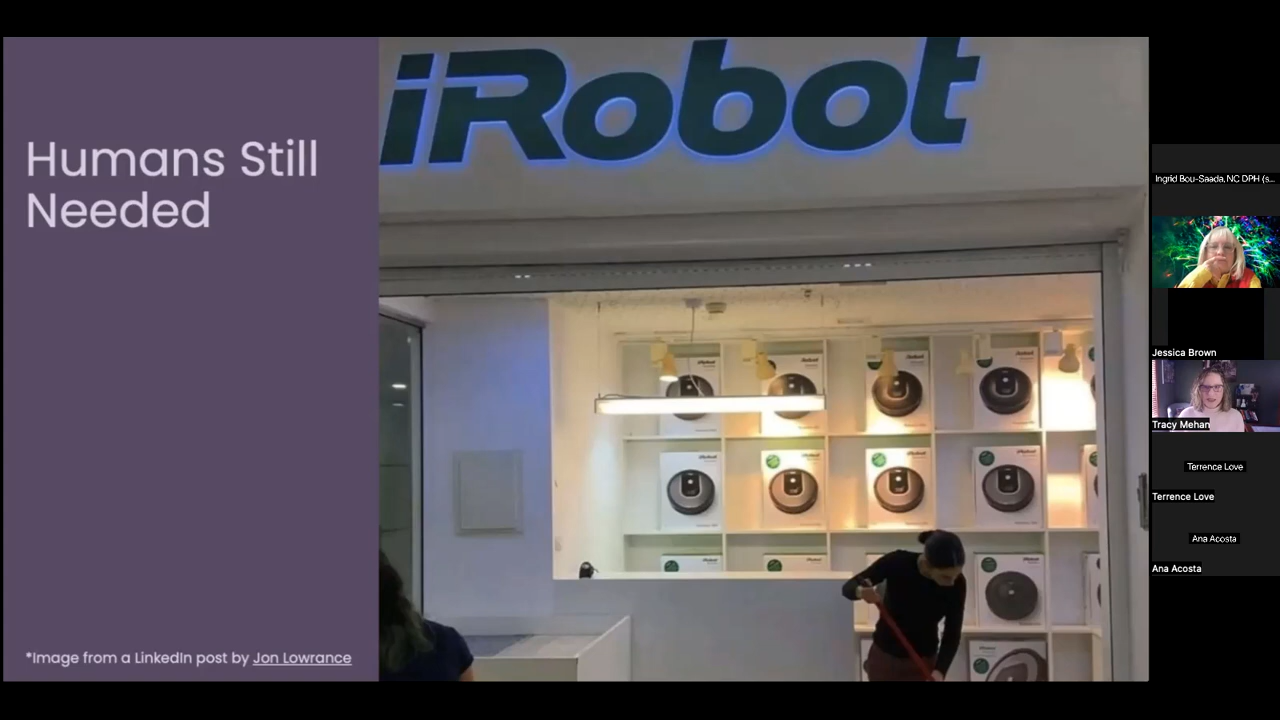 iRobot
Humans Still
Needed
*Image from a LinkedIn post by Jon Lowrance
Ingrid Bou-Saada, NC DPH (s...
Jessica Brown
Tracy Mehan
Terrence Love
Terrence Love
Ana Acosta
Ana Acosta